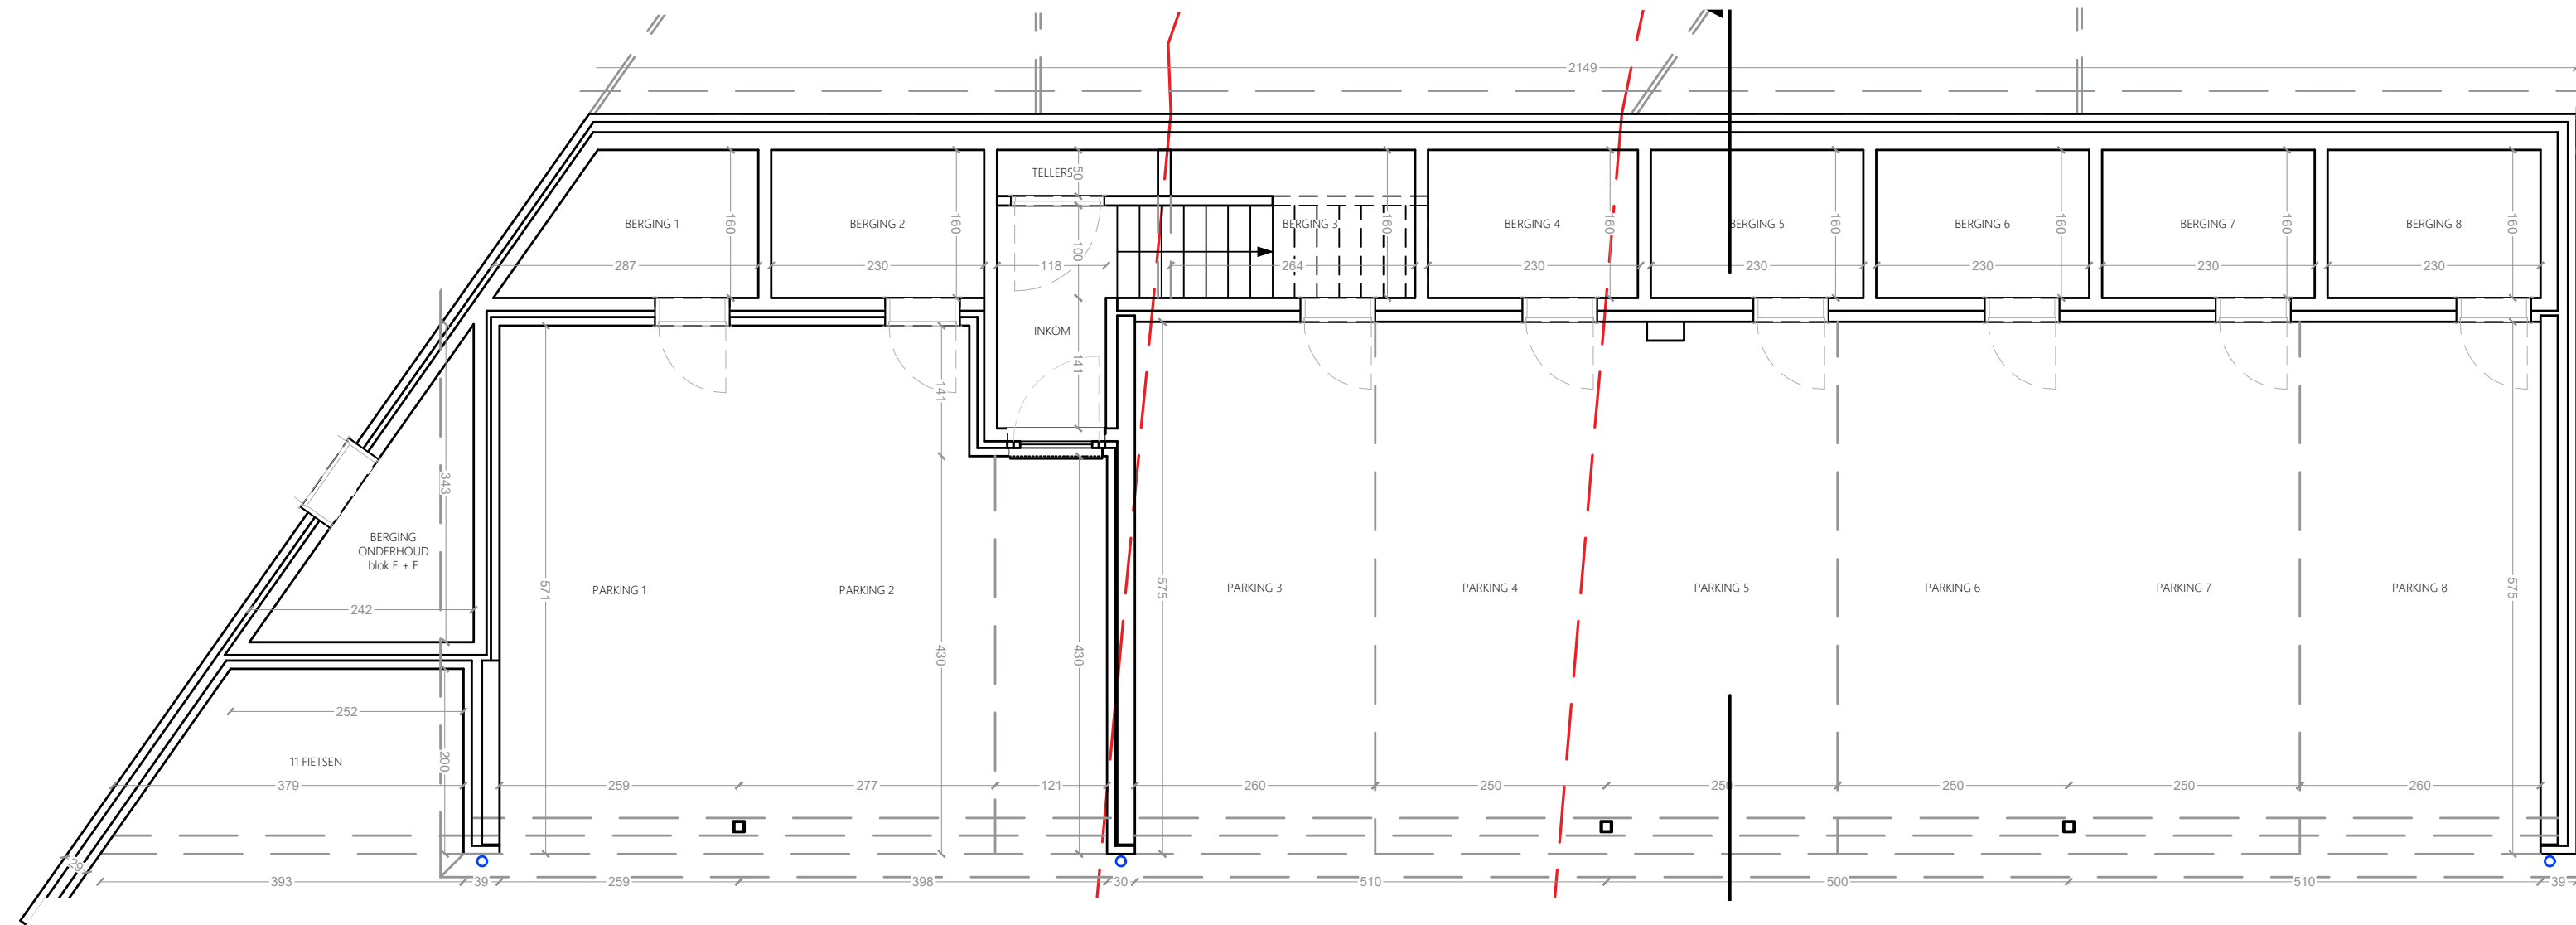 2149
TELLERS
50
BERGING 1
160
BERGING 2
160
BERGING 3
160
BERGING 4
160
BERGING 5
160
BERGING 6
160
BERGING 7
160
BERGING 8
160
100
287
230
118
264
230
230
230
230
230
INKOM
141
141
343
BERGING
ONDERHOUD
blok E + F
571
PARKING 1
PARKING 2
575
PARKING 3
PARKING 4
PARKING 5
PARKING 6
PARKING 7
PARKING 8
575
242
430
430
252
11 FIETSEN
200
379
259
277
121
260
250
250
250
250
260
29
393
39
259
398
30
510
500
510
39